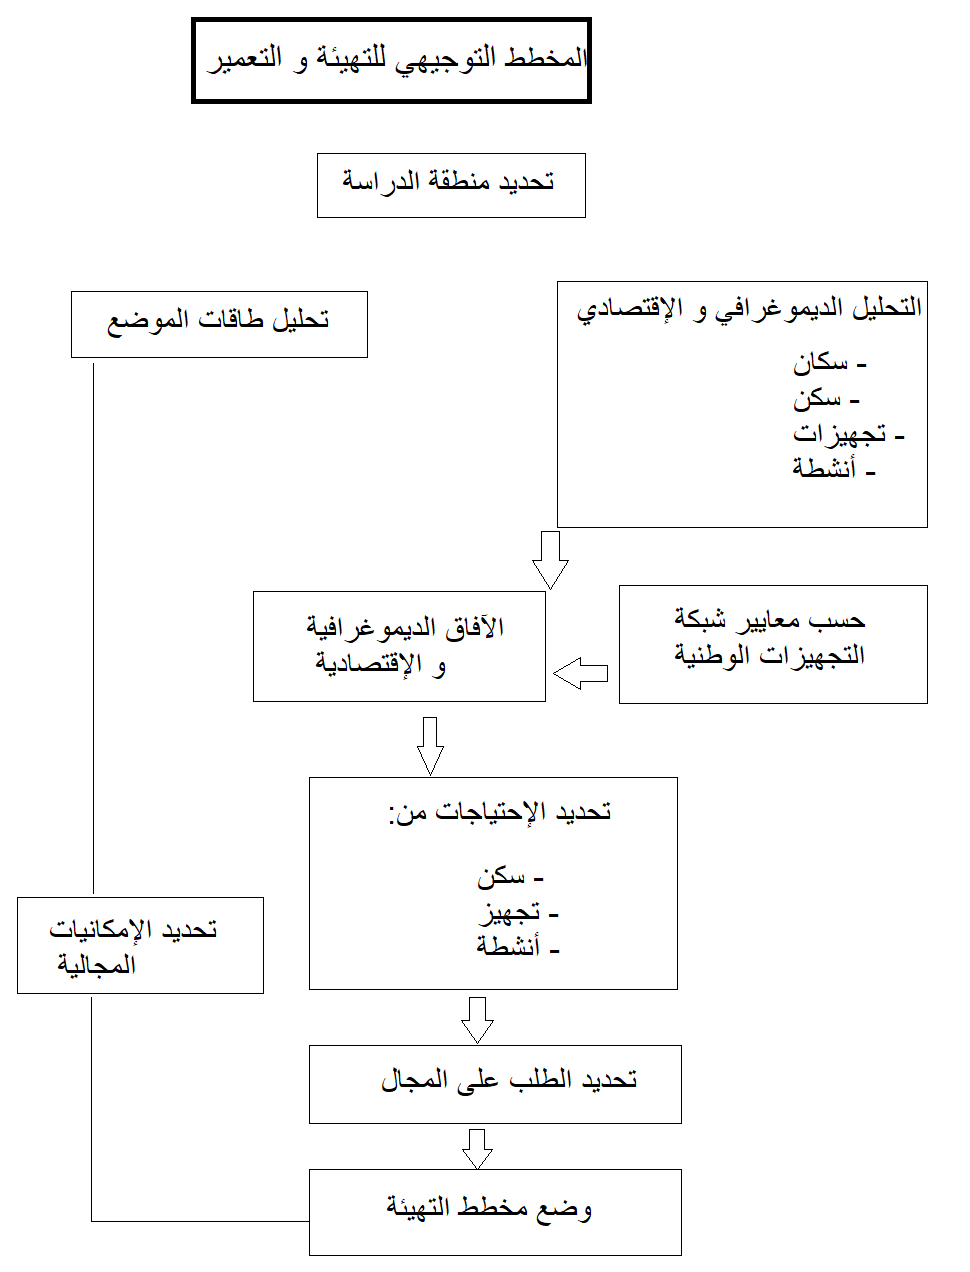 المخطط التوجيهي للتهيئة و التعمير
تحديد منطقة الدراسة
التحليل الديموغرافي و الإقتصادي
- سكان
- سكن
- تجهيزات
- أنشطة
تحليل طاقات الموضع
حسب معايير شبكة
التجهيزات الوطنية
الآفاق الديموغرافية
و الإقتصادية
تحديد الإحتياجات من:
- سكن
- تجهيز
- أنشطة
تحديد الإمكانيات
المجالية
تحديد الطلب على المجال
وضع مخطط التهيئة